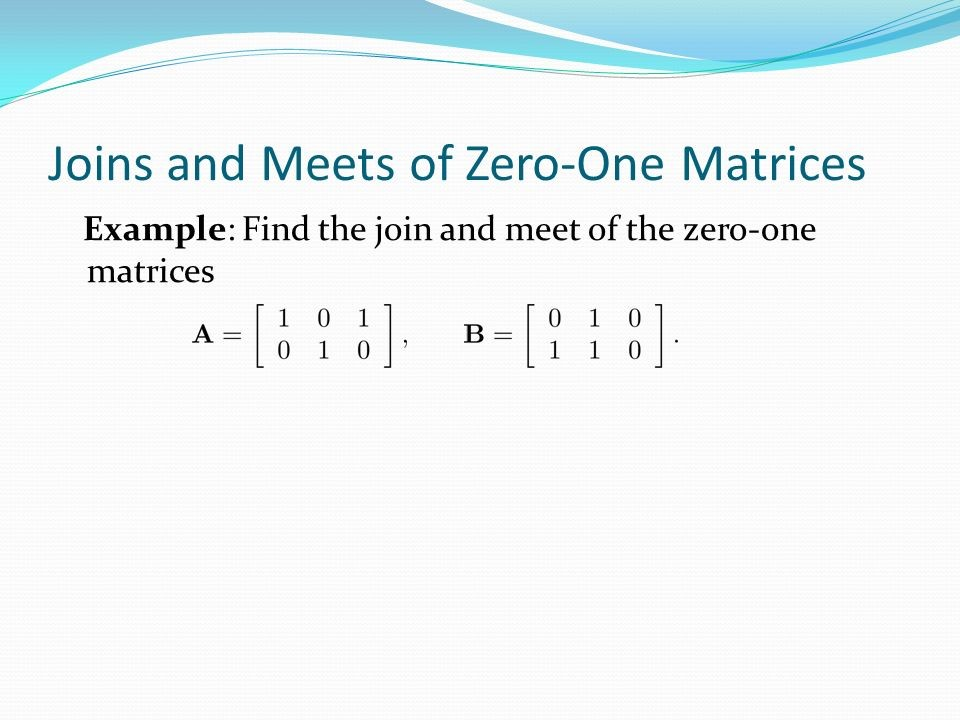 Joins and Meets of Zero-One Matrices
Example: Find the join and meet of the zero-one
matrices
A = [ 1 0 1
0 1 0 ], B = [ 0 1 0
1 1 0 ].